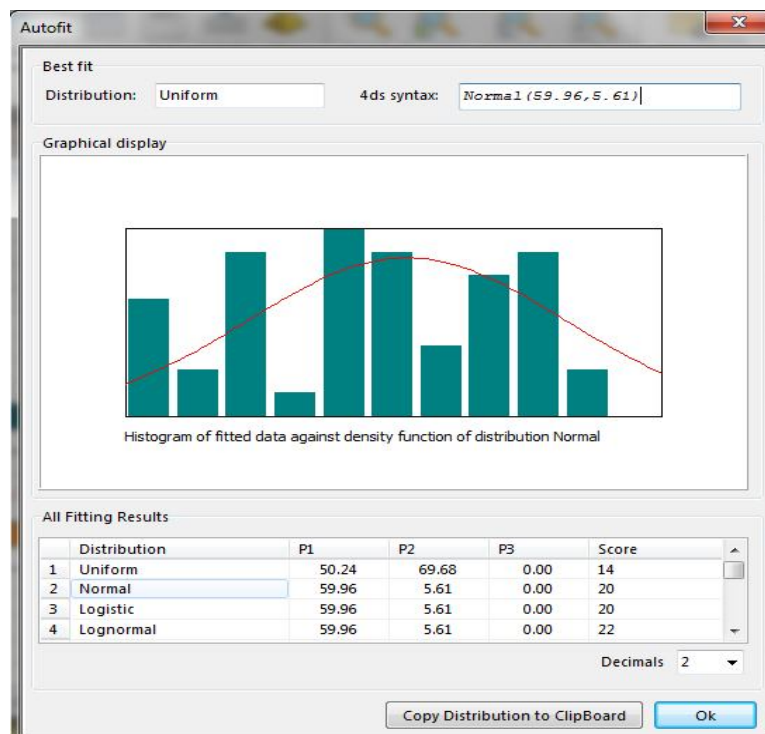 Autofit
Best fit
Distribution: Uniform 4ds syntax: Normal(59.96,5.61)
Graphical display
Histogram of fitted data against density function of distribution Normal
All Fitting Results
Distribution P1 P2 P3 Score
1 Uniform 50.24 69.68 0.00 14
2 Normal 59.96 5.61 0.00 20
3 Logistic 59.96 5.61 0.00 20
4 Lognormal 59.96 5.61 0.00 22
Decimals 2
Copy Distribution to ClipBoard Ok